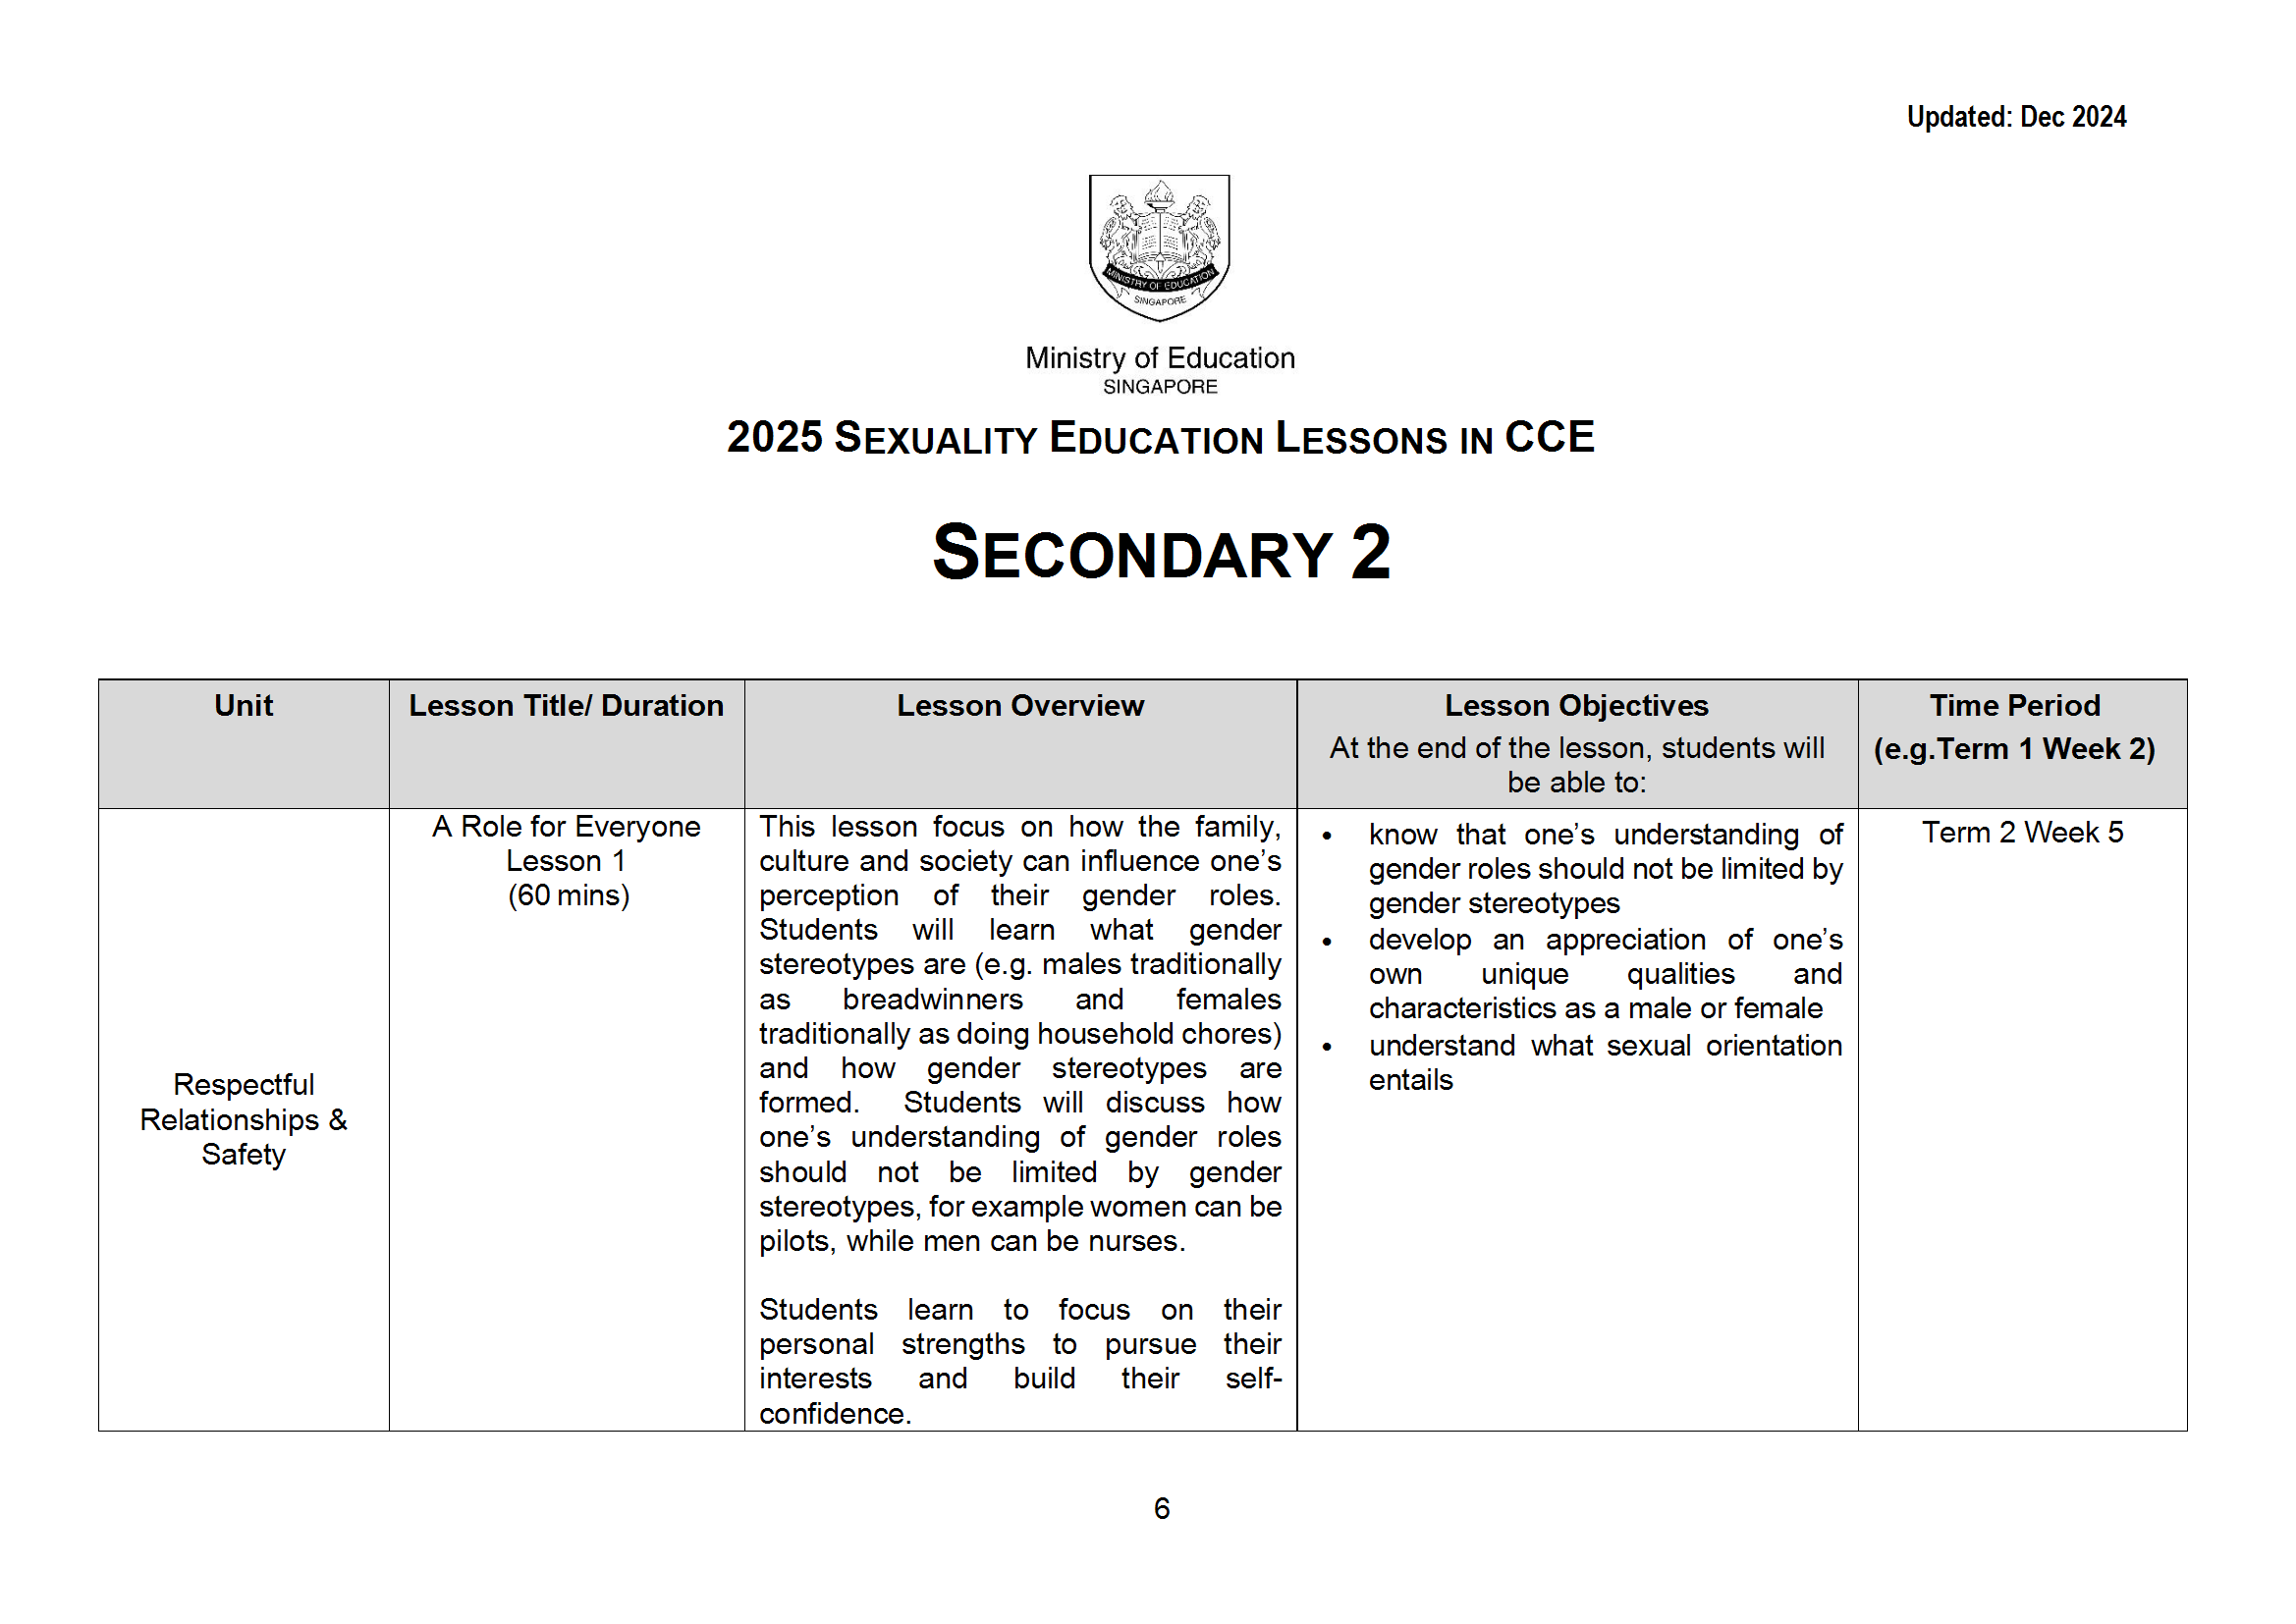 Updated: Dec 2024
MINISTRY OF EDUCATION
SINGAPORE
Ministry of Education
SINGAPORE
2025 SEXUALITY EDUCATION LESSONS IN CCE
SECONDARY 2
Unit
Lesson Title/ Duration
Lesson Overview
Lesson Objectives
At the end of the lesson, students will
be able to:
Time Period
(e.g.Term 1 Week 2)
Respectful
Relationships &
Safety
A Role for Everyone
Lesson 1
(60 mins)
This lesson focus on how the family,
culture and society can influence one’s
perception of their gender roles.
Students will learn what gender
stereotypes are (e.g. males traditionally
as breadwinners and females
traditionally as doing household chores)
and how gender stereotypes are
formed. Students will discuss how
one’s understanding of gender roles
should not be limited by gender
stereotypes, for example women can be
pilots, while men can be nurses.
Students learn to focus on their
personal strengths to pursue their
interests and build their self-
confidence.
• know that one’s understanding of
gender roles should not be limited by
gender stereotypes
• develop an appreciation of one’s
own unique qualities and
characteristics as a male or female
• understand what sexual orientation
entails
Term 2 Week 5
6